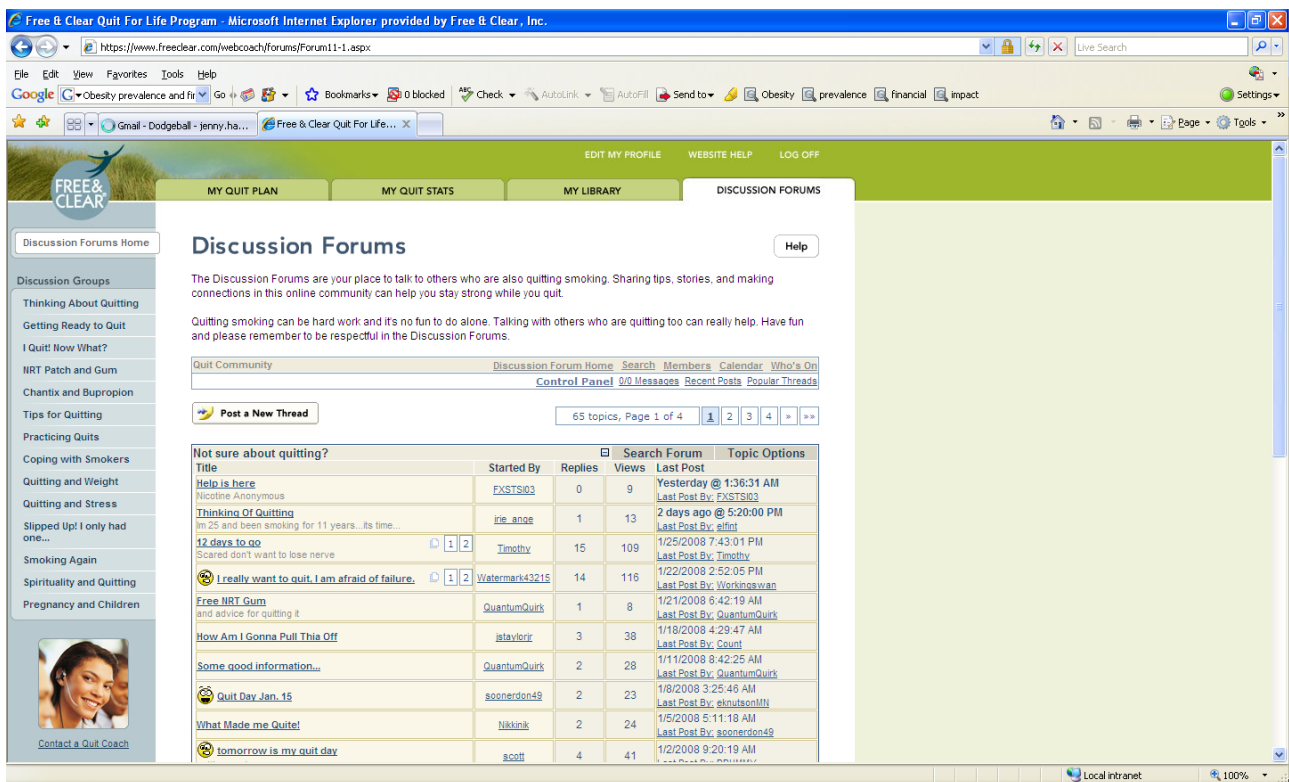 Free & Clear Quit For Life Program - Microsoft Internet Explorer provided by Free & Clear, Inc.
https://www.freeclear.com/webcoach/forums/Forum11-1.aspx
Live Search
File Edit View Favorites Tools Help
Google G Obesity prevalence and fir Go Bookmarks 0 blocked ABC Check AutoLink AutoFill Send to Obesity prevalence financial impact Settings
Gmail - Dodgeball - jenny.ha... Free & Clear Quit For Life... X Page Tools »
EDIT MY PROFILE WEBSITE HELP LOG OFF
FREE&
CLEAR
MY QUIT PLAN MY QUIT STATS MY LIBRARY DISCUSSION FORUMS
Discussion Forums Home
Discussion Groups
Thinking About Quitting
Getting Ready to Quit
I Quit! Now What?
NRT Patch and Gum
Chantix and Bupropion
Tips for Quitting
Practicing Quits
Coping with Smokers
Quitting and Weight
Quitting and Stress
Slipped Up! I only had
one...
Smoking Again
Spirituality and Quitting
Pregnancy and Children
Contact a Quit Coach
Discussion Forums
Help
The Discussion Forums are your place to talk to others who are also quitting smoking. Sharing tips, stories, and making
connections in this online community can help you stay strong while you quit.
Quitting smoking can be hard work and it's no fun to do alone. Talking with others who are quitting too can really help. Have fun
and please remember to be respectful in the Discussion Forums.
Quit Community Discussion Forum Home Search Members Calendar Who's On
Control Panel 0/0 Messages Recent Posts Popular Threads
Post a New Thread
65 topics, Page 1 of 4 1 2 3 4 » »»
Not sure about quitting? Search Forum Topic Options
Title Started By Replies Views Last Post
Help is here FXSTSI03 0 9 Yesterday @ 1:36:31 AM
Nicotine Anonymous Last Post By: FXSTSI03
Thinking Of Quitting irie_ange 1 13 2 days ago @ 5:20:00 PM
Im 25 and been smoking for 11 years...its time... Last Post By: elfint
12 days to go 1 2 Timothy 15 109 1/25/2008 7:43:01 PM
Scared don't want to lose nerve Last Post By: Timothy
I really want to quit, I am afraid of failure. 1 2 Watermark43215 14 116 1/22/2008 2:52:05 PM
Last Post By: Workingswan
Free NRT Gum QuantumQuirk 1 8 1/21/2008 6:42:19 AM
and advice for quitting it Last Post By: QuantumQuirk
How Am I Gonna Pull Thia Off jstaylorjr 3 38 1/18/2008 4:29:47 AM
Last Post By: Count
Some good information... QuantumQuirk 2 28 1/11/2008 8:42:25 AM
Last Post By: QuantumQuirk
Quit Day Jan. 15 soonerdon49 2 23 1/8/2008 3:25:46 AM
Last Post By: eknutsonMN
What Made me Quite! Nikkinik 2 24 1/5/2008 5:11:18 AM
Last Post By: soonerdon49
tomorrow is my quit day scott 4 41 1/2/2008 9:20:19 AM
Local intranet 100%